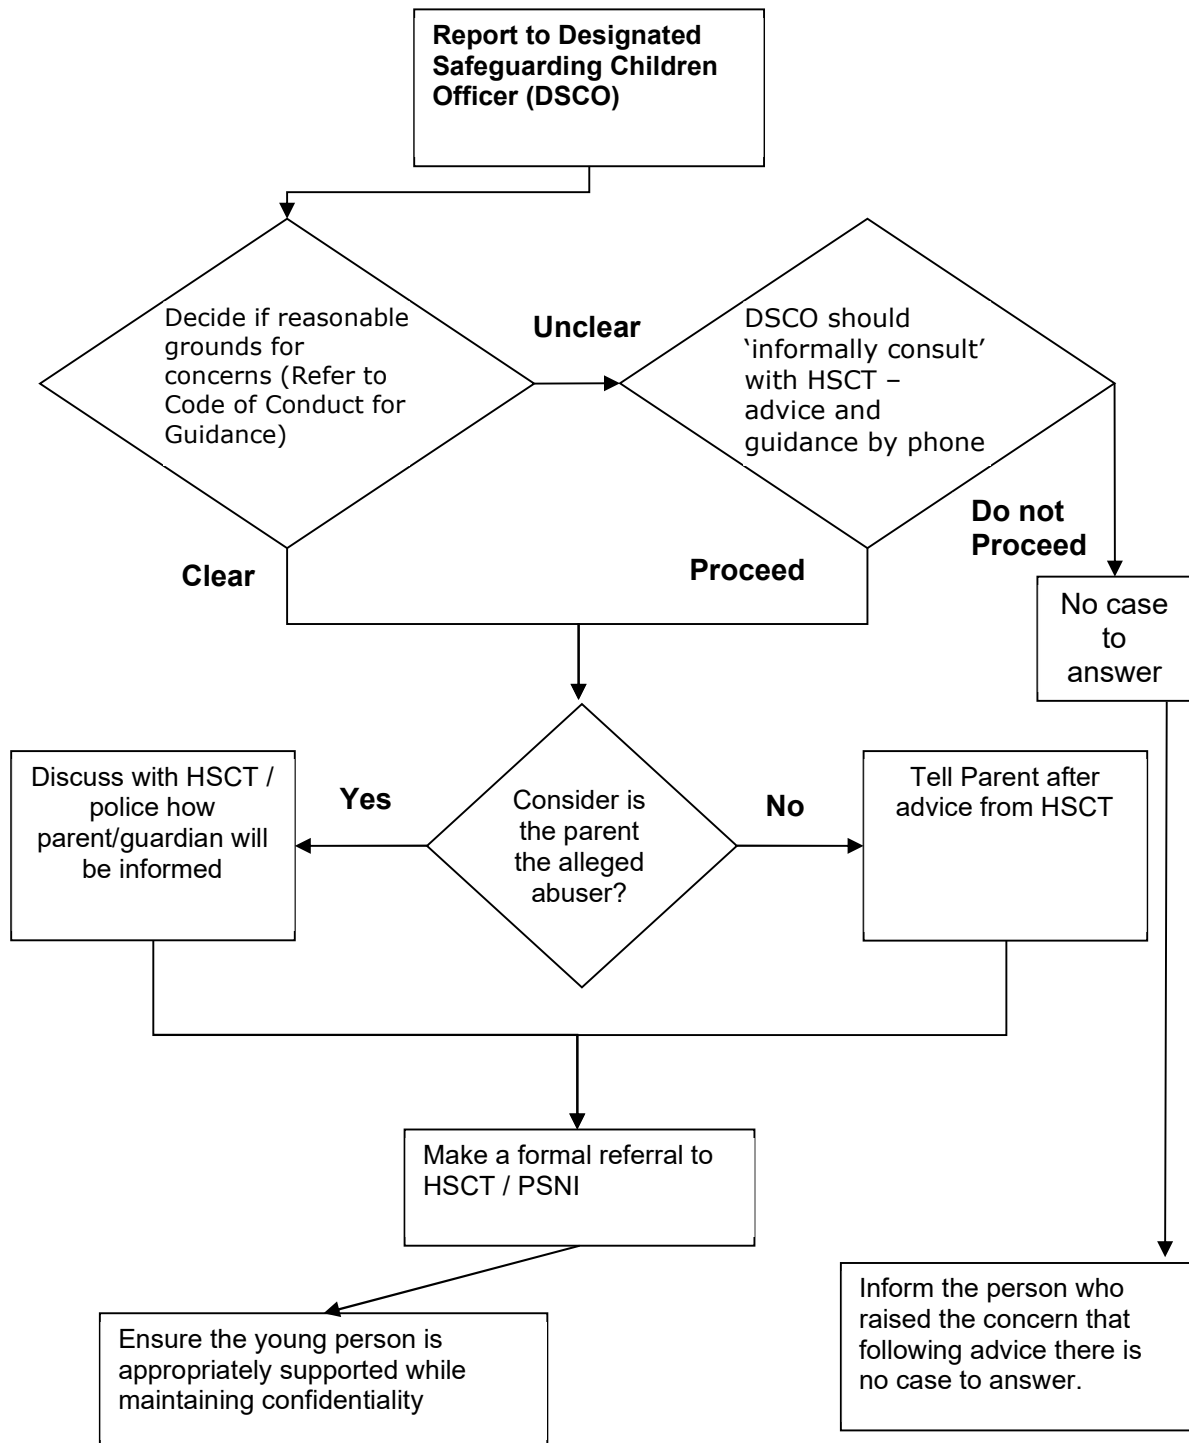 Report to Designated
Safeguarding Children
Officer (DSCO)
Decide if reasonable
grounds for
concerns (Refer to
Code of Conduct for
Guidance)
Unclear
DSCO should
‘informally consult’
with HSCT –
advice and
guidance by phone
Clear
Proceed
Do not
Proceed
No case
to
answer
Discuss with HSCT /
police how
parent/guardian will
be informed
Yes
Consider is
the parent
the alleged
abuser?
No
Tell Parent after
advice from HSCT
Make a formal referral to
HSCT / PSNI
Ensure the young person is
appropriately supported while
maintaining confidentiality
Inform the person who
raised the concern that
following advice there is
no case to answer.